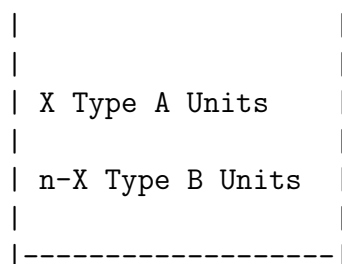 |                    |
|                    |
| X Type A Units     |
|                    |
| n-X Type B Units   |
|                    |
|--------------------|